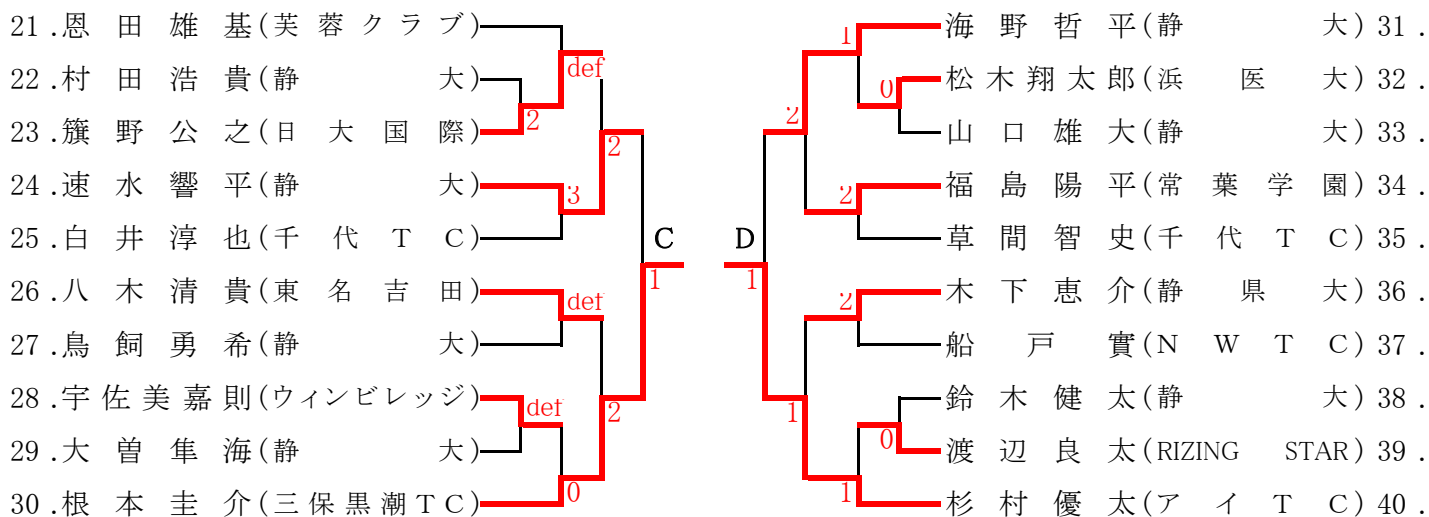 21.恩田雄基(芙蓉クラブ)
def
22.村田浩貴(静大)
2
23.籏野公之(日大国際)
2
24.速水響平(静大)
3
25.白井淳也(千代TC)
C
1
26.八木清貴(東名吉田)
def
27.鳥飼勇希(静大)
28.宇佐美嘉則(ウィンビレッジ)
def
2
29.大曽隼海(静大)
0
30.根本圭介(三保黒潮TC)
1
海野哲平(静大)31.
0
松木翔太郎(浜医大)32.
2
山口雄大(静大)33.
2
福島陽平(常葉学園)34.
草間智史(千代TC)35.
D
1
2
木下恵介(静県大)36.
船戸實(NWTC)37.
鈴木健太(静大)38.
1
0
渡辺良太(RIZING STAR)39.
1
杉村優太(アイTC)40.